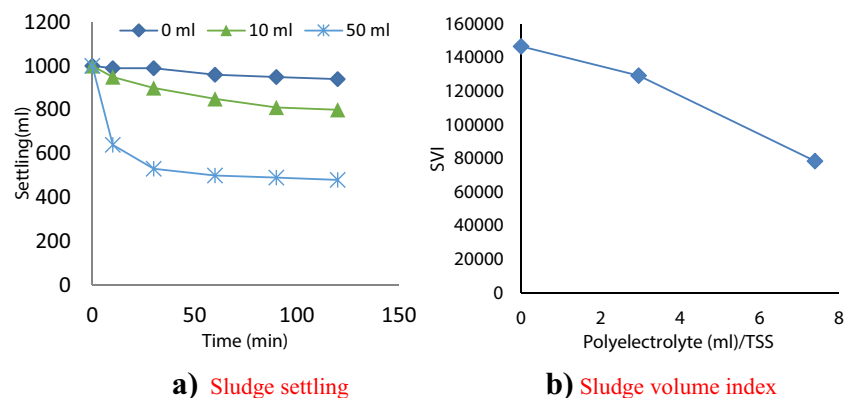 1200
1000
800
600
400
200
0
0 ml 10 ml 50 ml
Settling(ml)
0 50 100 150
Time (min)
a) Sludge settling
160000
140000
120000
100000
80000
60000
40000
20000
0
SVI
0 2 4 6 8
Polyelectrolyte (ml)/TSS
b) Sludge volume index